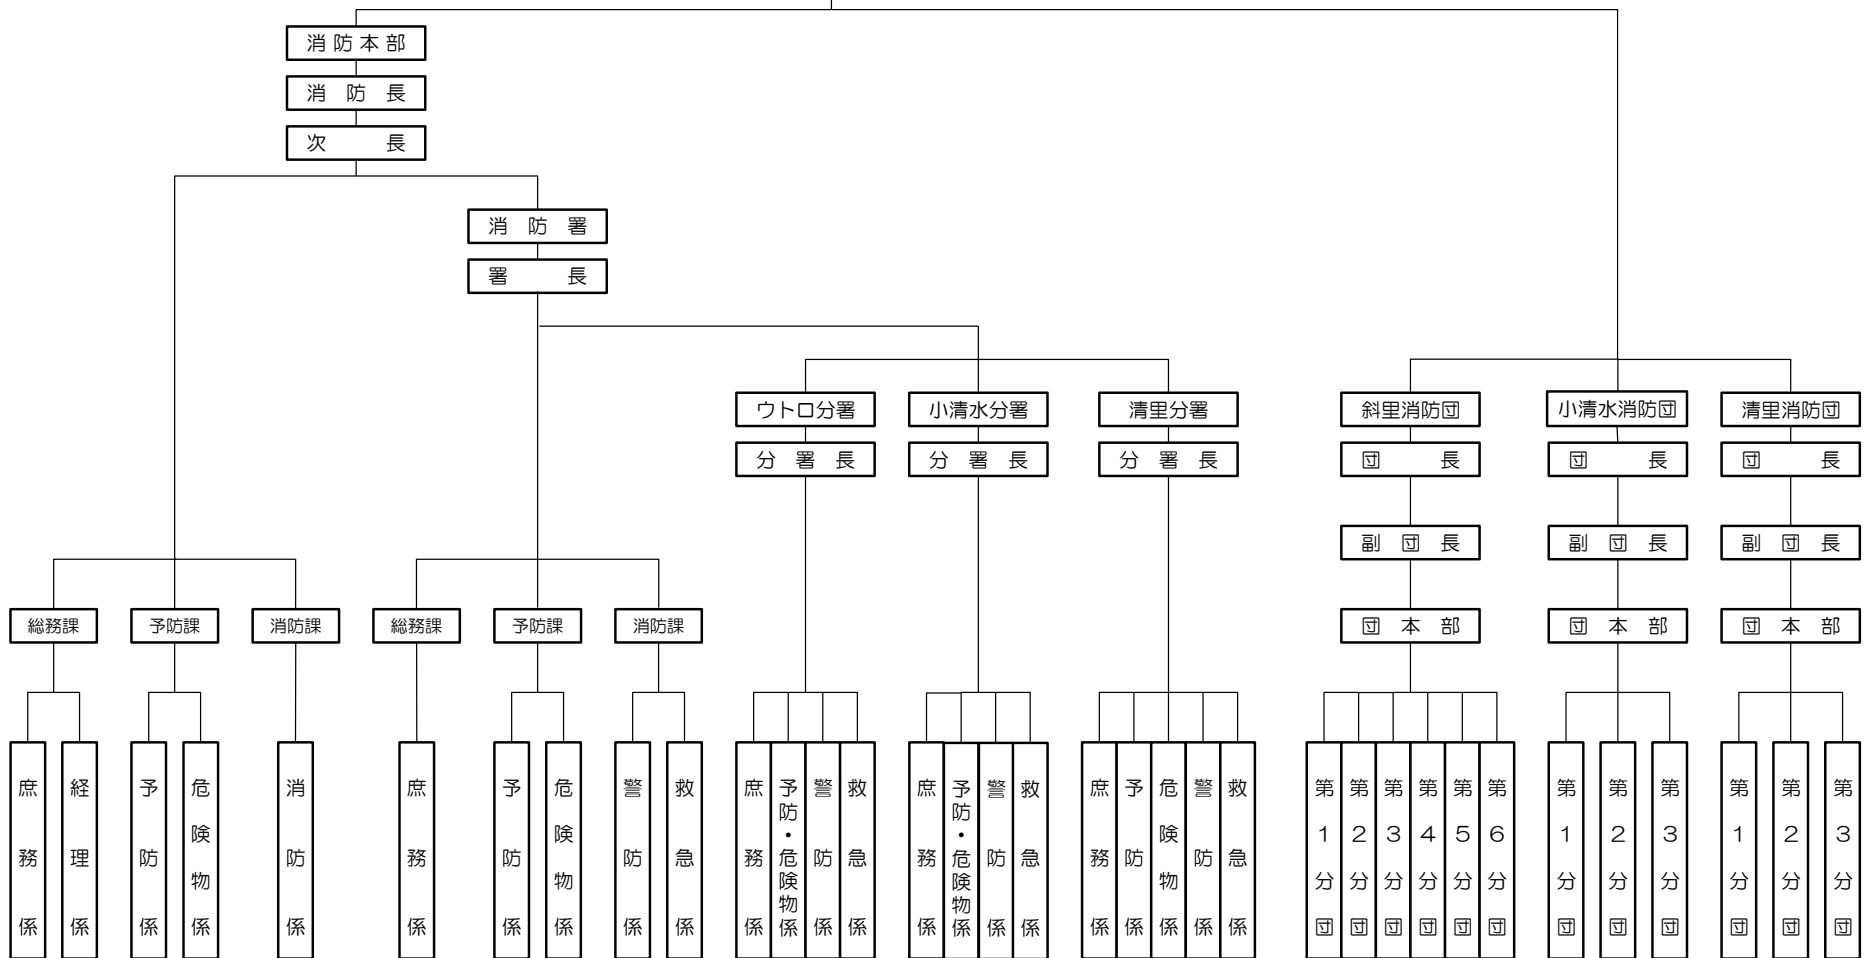 消防本部
消防長
次長
消防署
署長
ウトロ分署 小清水分署 清里分署 斜里消防団 小清水消防団 清里消防団
分署長 分署長 分署長 団長 団長 団長
副団長 副団長 副団長
総務課 予防課 消防課 総務課 予防課 消防課 団本部 団本部 団本部
庶務係
経理係
予防係
危険物係
消防係
庶務係
予防係
危険物係
警防係
救急係
庶務係
予防・危険物係
警防係
救急係
庶務係
予防・危険物係
警防係
救急係
庶務係
予防係
危険物係
警防係
救急係
第1分団
第2分団
第3分団
第4分団
第5分団
第6分団
第1分団
第2分団
第3分団
第1分団
第2分団
第3分団